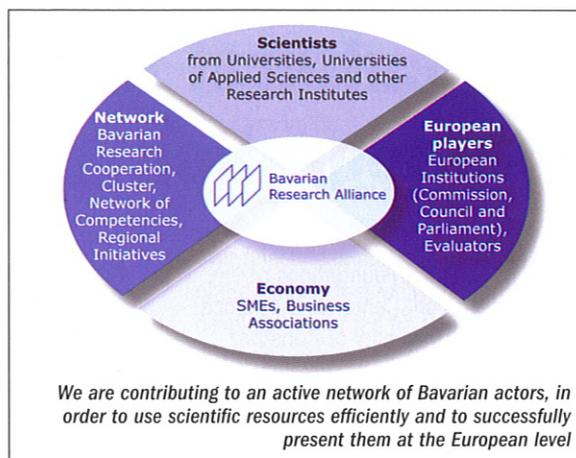 Scientists
from Universities, Universities
of Applied Sciences and other
Research Institutes
Network
Bavarian
Research
Cooperation,
Cluster,
Network of
Competencies,
Regional
Initiatives
Bavarian
Research Alliance
European
players
European
Institutions
(Commission,
Council and
Parliament),
Evaluators
Economy
SMEs, Business
Associations
We are contributing to an active network of Bavarian actors, in
order to use scientific resources efficiently and to successfully
present them at the European level